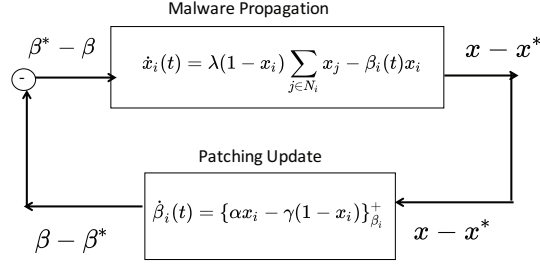 Malware Propagation
β* − β
ẋᵢ(t) = λ(1 − xᵢ) ∑_{j∈Nᵢ} xⱼ − βᵢ(t)xᵢ
x − x*
-
Patching Update
β̇ᵢ(t) = {αxᵢ − γ(1 − xᵢ)}⁺_{βᵢ}
β − β*
x − x*